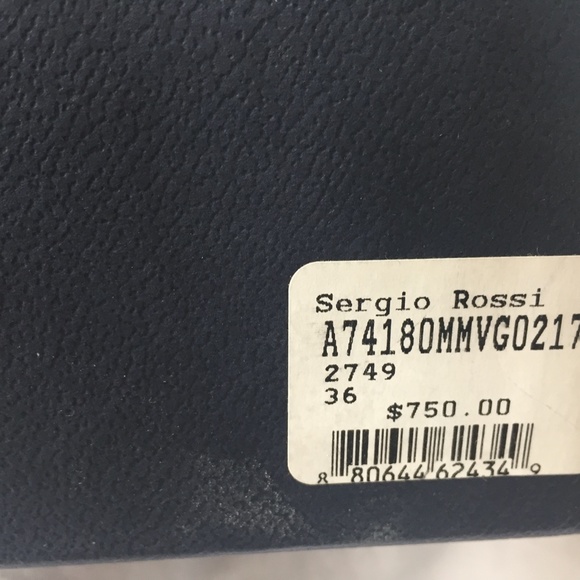 Sergio Rossi
A74180MMVG0217
2749
36
$750.00
8 80644 62434 9